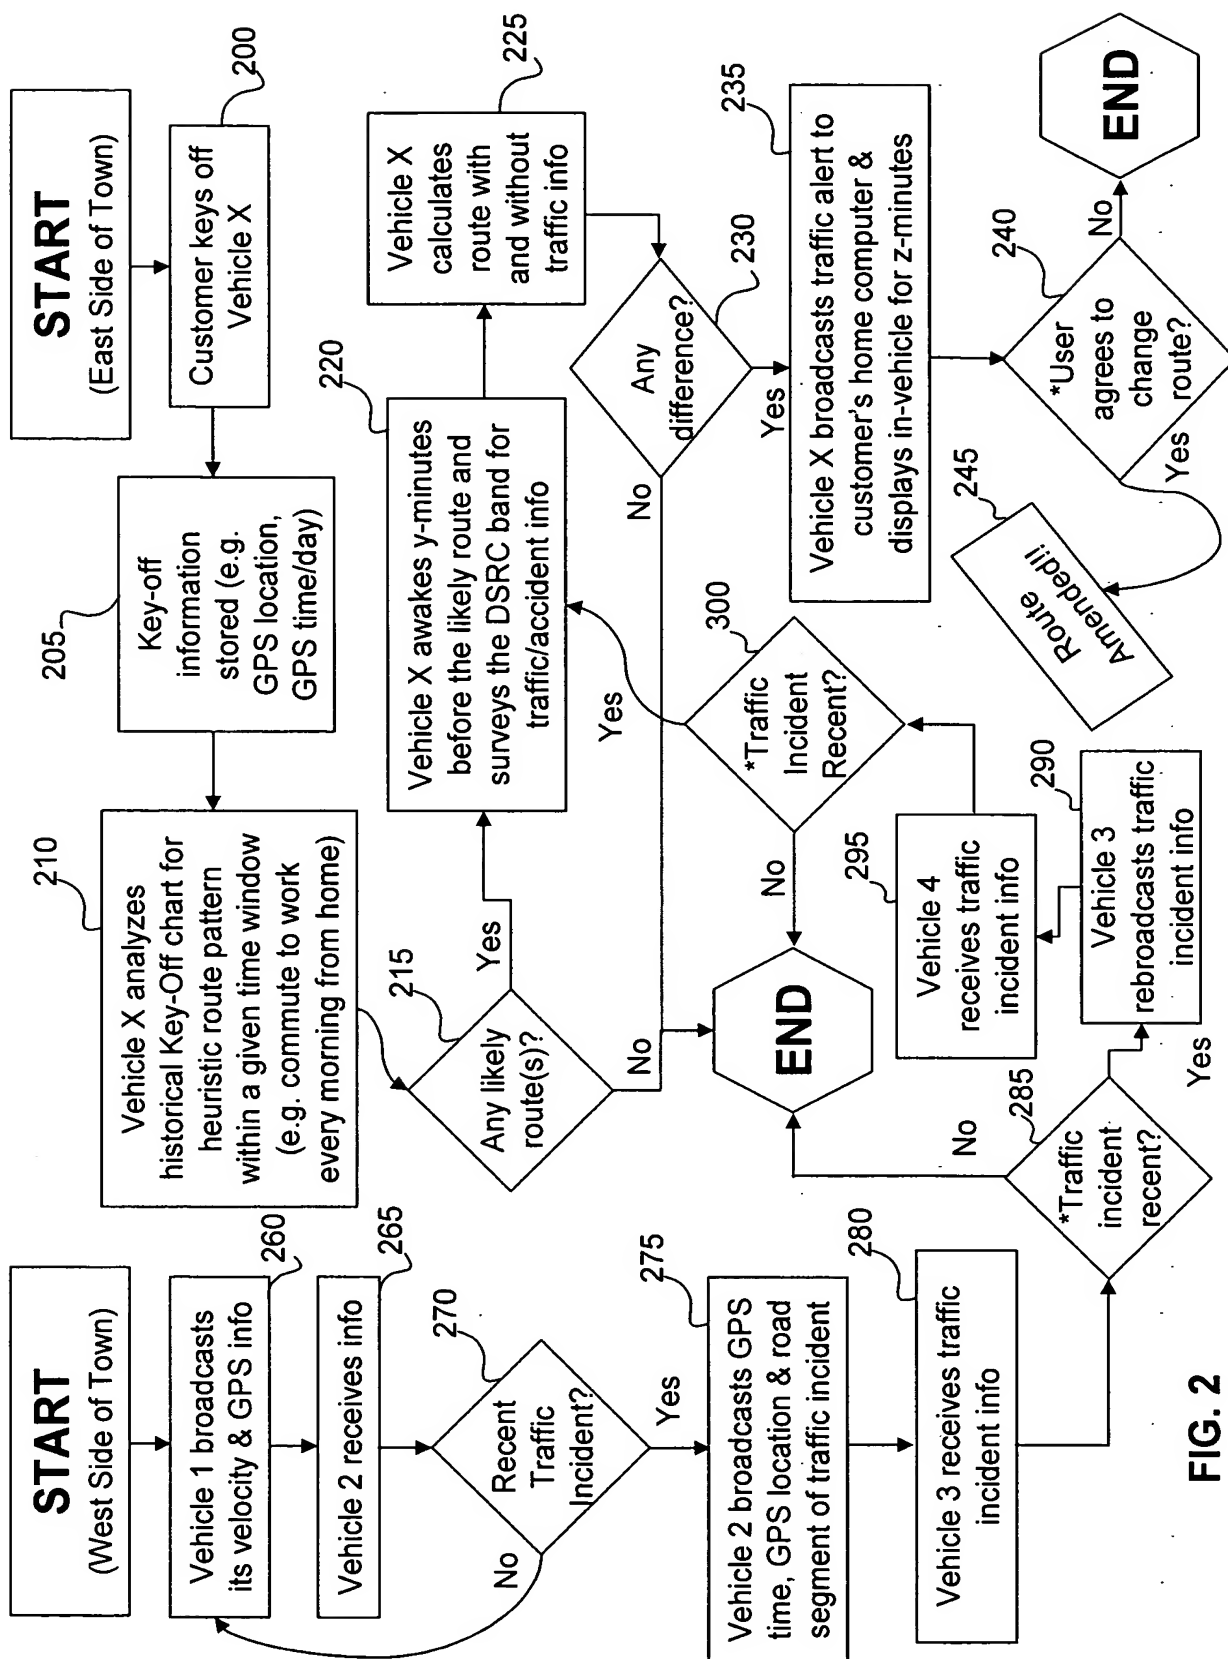 START
(West Side of Town)
Vehicle 1 broadcasts
its velocity & GPS info
260
Vehicle 2 receives info
265
Recent
Traffic
Incident?
270
No
Yes
Vehicle 2 broadcasts GPS
time, GPS location & road
segment of traffic incident
275
Vehicle 3 receives traffic
incident info
280
*Traffic
incident
recent?
285
No
Yes
Vehicle 3
rebroadcasts traffic
incident info
290
Vehicle 4
receives traffic
incident info
295
*Traffic
Incident
Recent?
300
No
Yes
END
START
(East Side of Town)
Customer keys off
Vehicle X
200
Key-off
information
stored (e.g.
GPS location,
GPS time/day)
205
Vehicle X analyzes
historical Key-Off chart for
heuristic route pattern
within a given time window
(e.g. commute to work
every morning from home)
210
Any likely
route(s)?
215
Yes
No
Vehicle X awakes y-minutes
before the likely route and
surveys the DSRC band for
traffic/accident info
220
Vehicle X
calculates
route with
and without
traffic info
225
Any
difference?
230
No
Yes
Vehicle X broadcasts traffic alert to
customer's home computer &
displays in-vehicle for z-minutes
235
*User
agrees to
change
route?
240
No
Yes
END
Route
Amended!!
245
FIG. 2